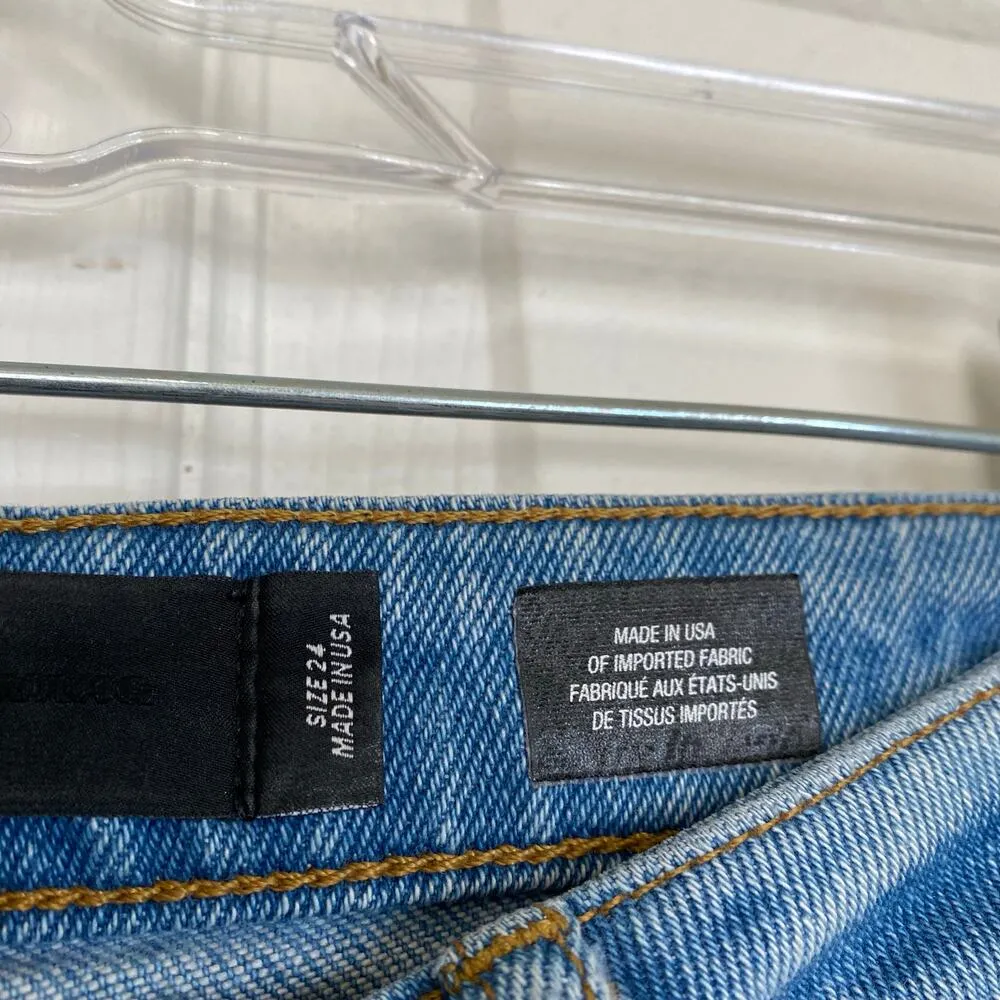 SIZE 24
MADE IN USA
MADE IN USA
OF IMPORTED FABRIC
FABRIQUÉ AUX ÉTATS-UNIS
DE TISSUS IMPORTÉS